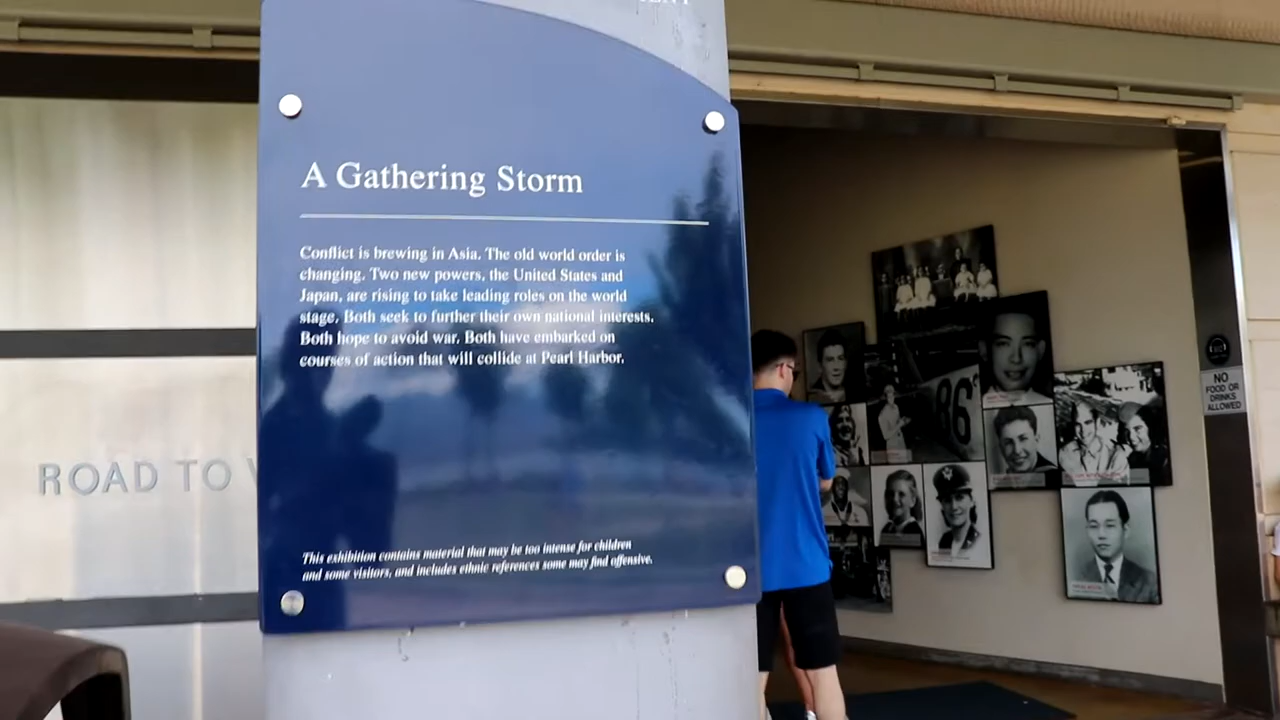 A Gathering Storm
Conflict is brewing in Asia. The old world order is
changing. Two new powers, the United States and
Japan, are rising to take leading roles on the world
stage. Both seek to further their own national interests.
Both hope to avoid war. Both have embarked on
courses of action that will collide at Pearl Harbor.
This exhibition contains material that may be too intense for children
and some visitors, and includes ethnic references some may find offensive.
ROAD TO
86
NO
FOOD OR
DRINKS
ALLOWED